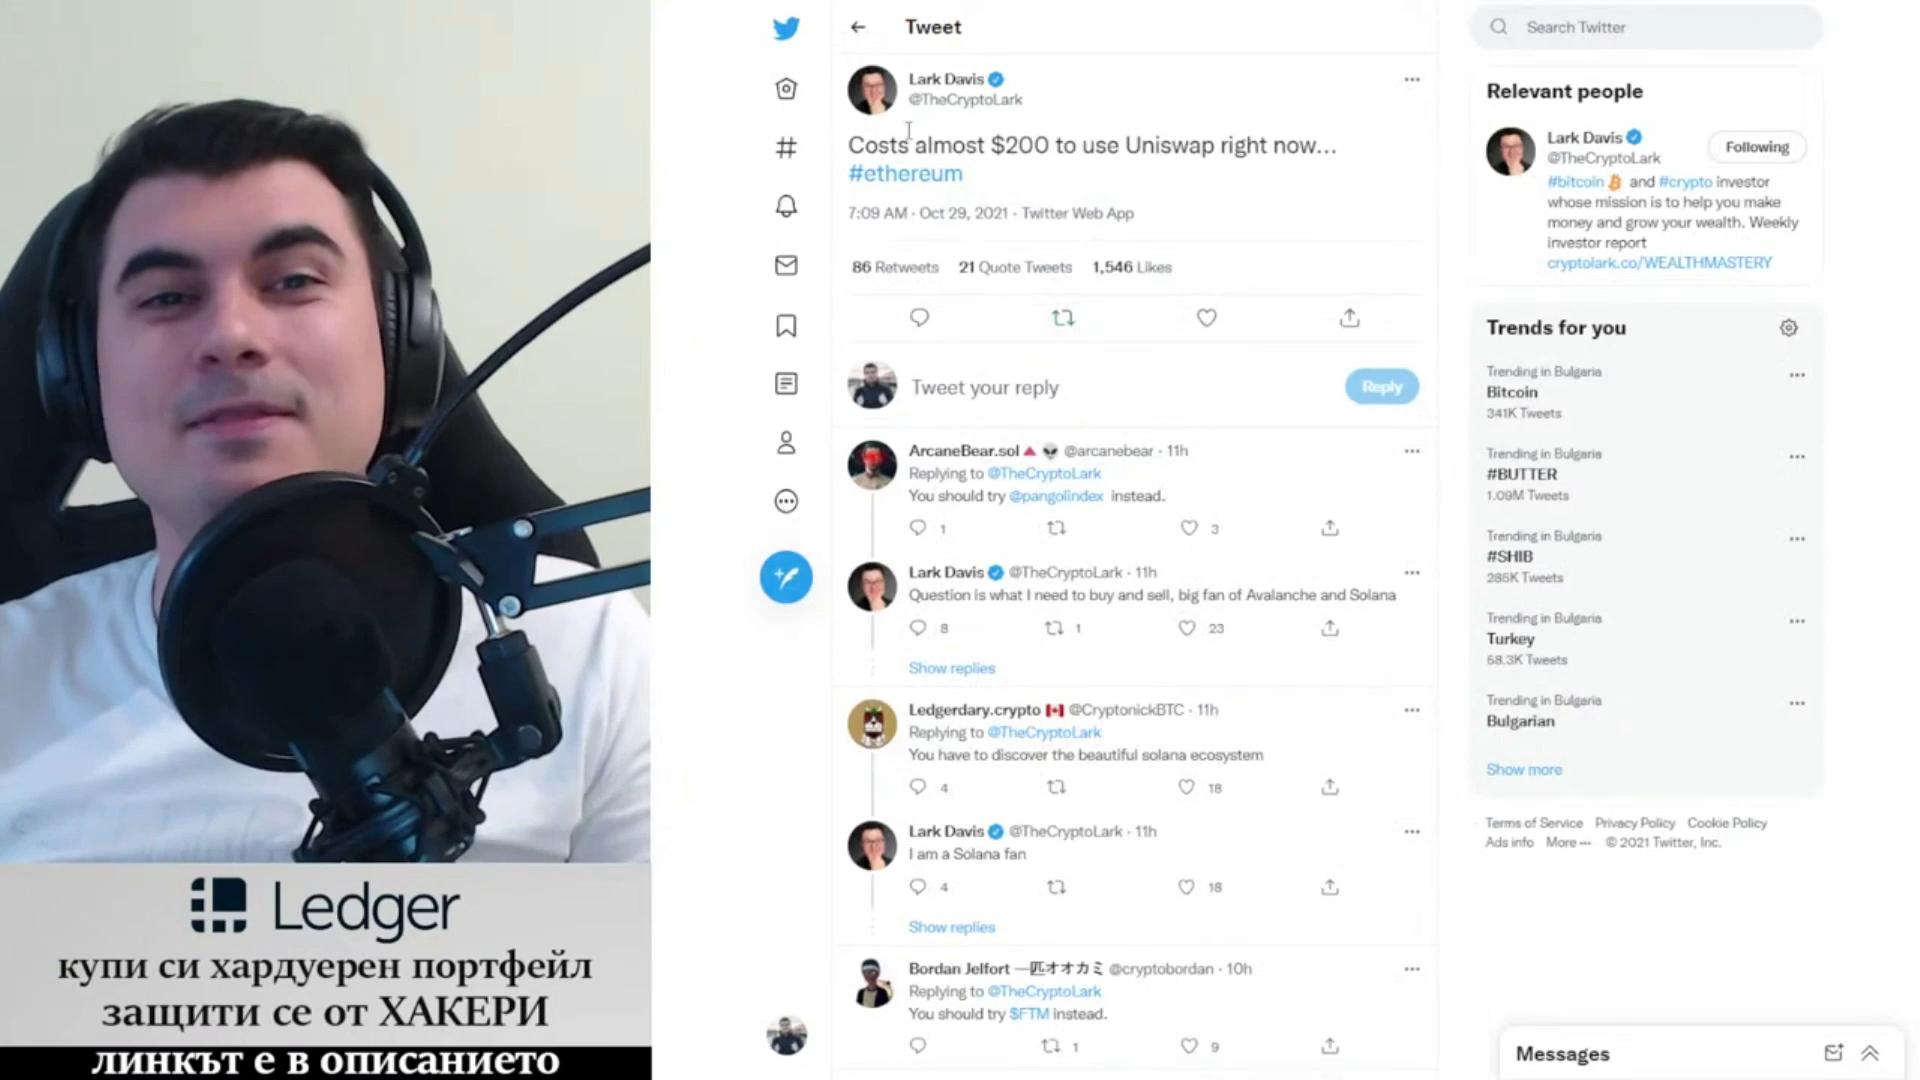 Tweet
Lark Davis
@TheCryptoLark
Costs almost $200 to use Uniswap right now...
#ethereum
7:09 AM · Oct 29, 2021 · Twitter Web App
86 Retweets 21 Quote Tweets 1,546 Likes
Tweet your reply
Reply
ArcaneBear.sol @arcanebear · 11h
Replying to @TheCryptoLark
You should try @pangolindex instead.
1 3
Lark Davis @TheCryptoLark · 11h
Question is what I need to buy and sell, big fan of Avalanche and Solana
8 1 23
Show replies
Ledgerdary.crypto @CryptonickBTC · 11h
Replying to @TheCryptoLark
You have to discover the beautiful solana ecosystem
4 18
Lark Davis @TheCryptoLark · 11h
I am a Solana fan
4 18
Show replies
Bordan Jelfort 一匹オオカミ @cryptobordan · 10h
Replying to @TheCryptoLark
You should try $FTM instead.
1 9
Search Twitter
Relevant people
Lark Davis
@TheCryptoLark
Following
#bitcoin and #crypto investor
whose mission is to help you make
money and grow your wealth. Weekly
investor report
cryptolark.co/WEALTHMASTERY
Trends for you
Trending in Bulgaria
Bitcoin
341K Tweets
Trending in Bulgaria
#BUTTER
1.09M Tweets
Trending in Bulgaria
#SHIB
285K Tweets
Trending in Bulgaria
Turkey
58.3K Tweets
Trending in Bulgaria
Bulgarian
Show more
Terms of Service Privacy Policy Cookie Policy
Ads info More ··· © 2021 Twitter, Inc.
Messages
Ledger
купи си хардуерен портфейл
защити се от ХАКЕРИ
линкът е в описанието